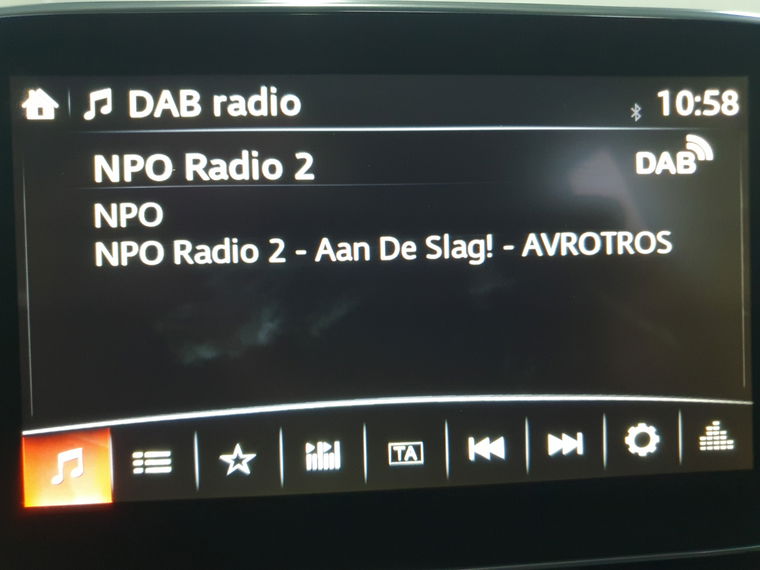 DAB radio 10:58
NPO Radio 2 DAB
NPO
NPO Radio 2 - Aan De Slag! - AVROTROS
TA